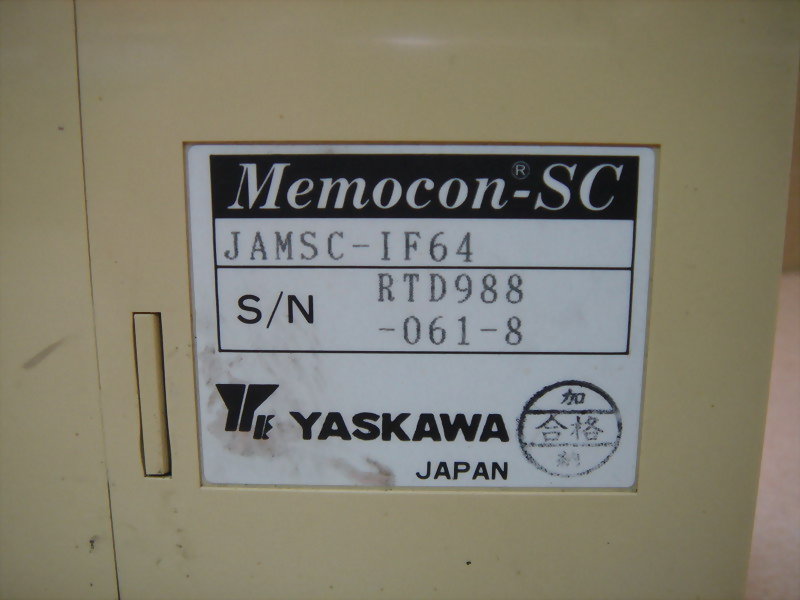 Memocon®-SC
JAMSC-IF64
S/N RTD988
-061-8
YASKAWA
JAPAN
加
合格